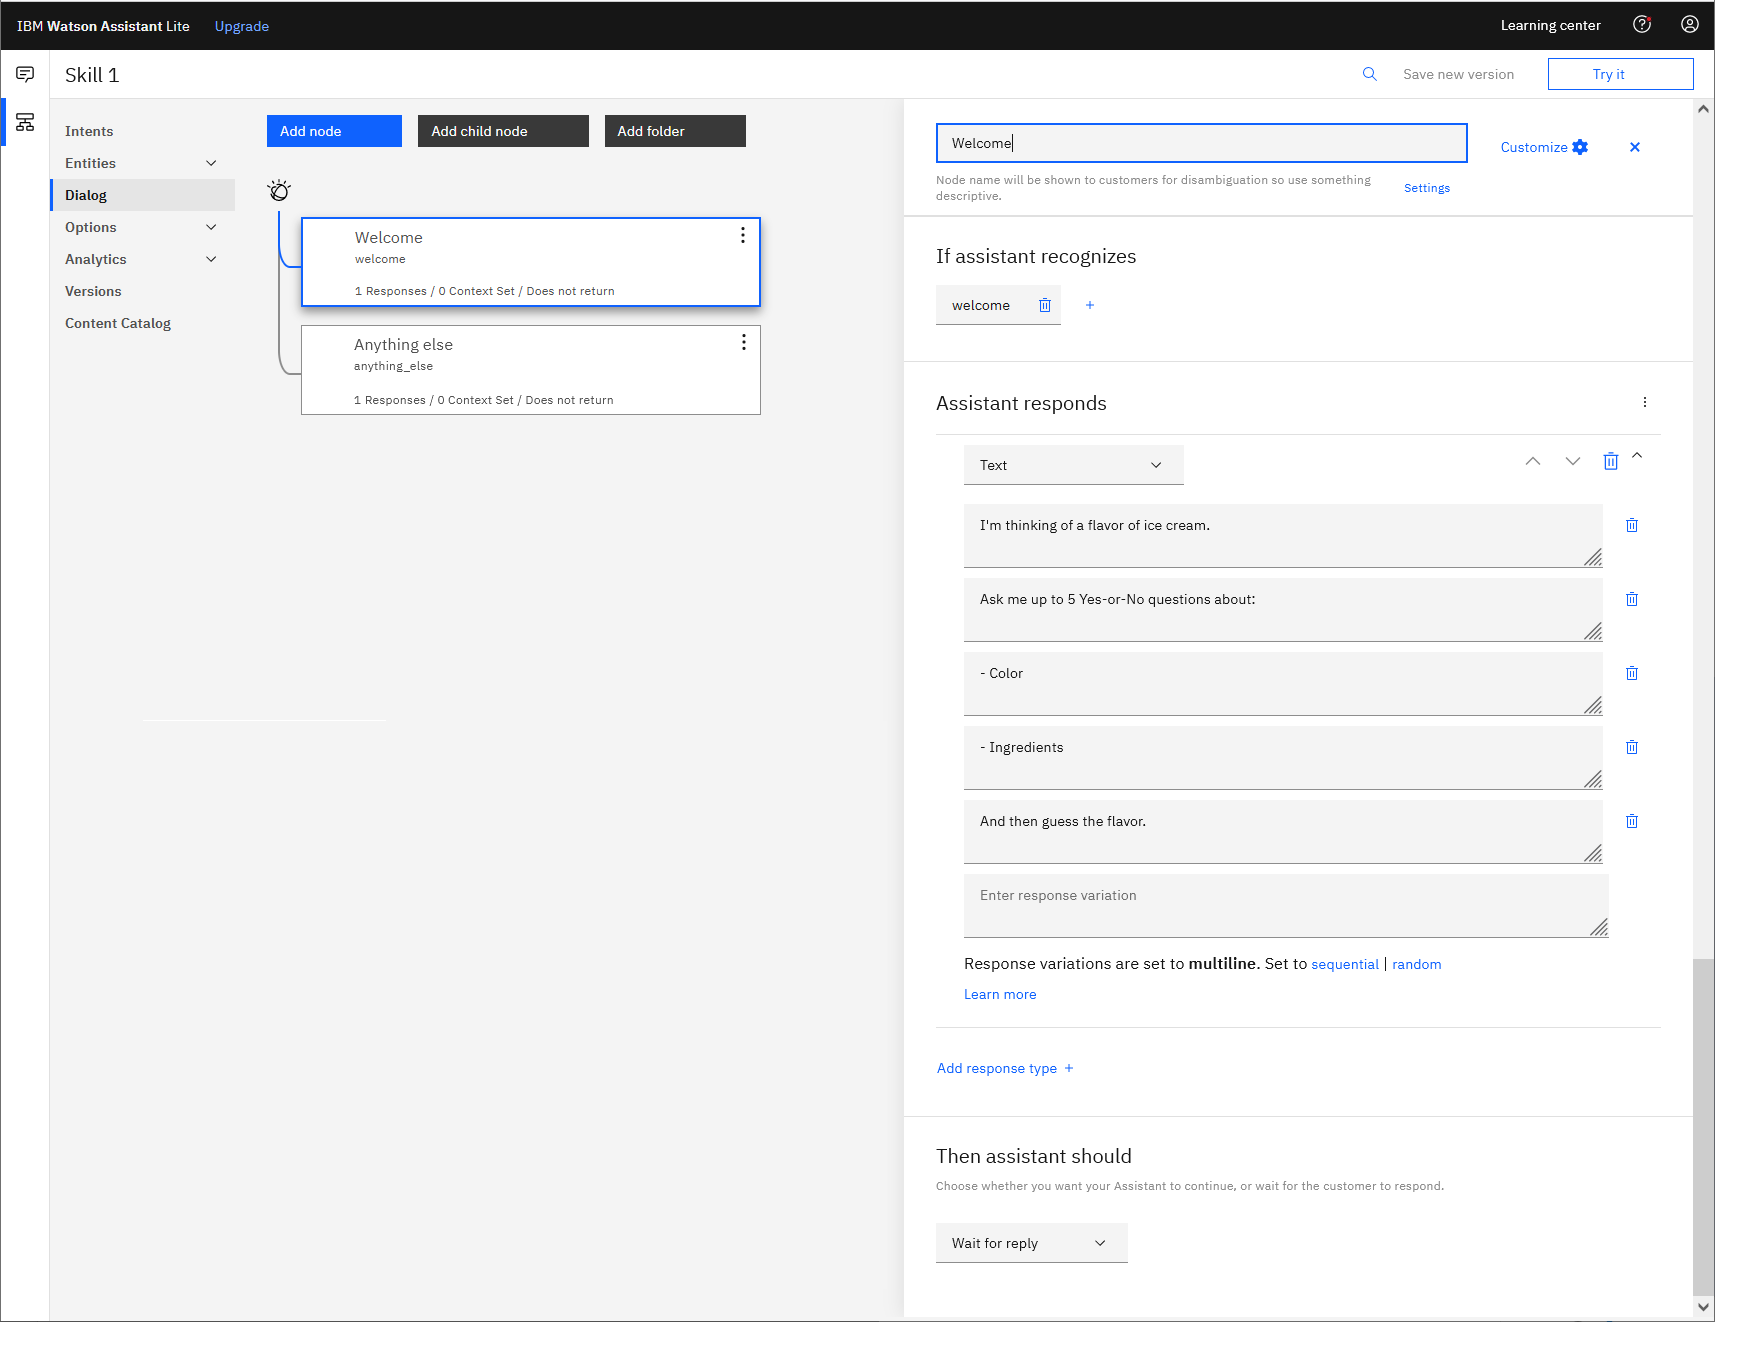 IBM Watson Assistant Lite
Upgrade
Learning center
Skill 1
Save new version
Try it
Intents
Entities
Dialog
Options
Analytics
Versions
Content Catalog
Add node
Add child node
Add folder
Welcome
welcome
1 Responses / 0 Context Set / Does not return
Anything else
anything_else
1 Responses / 0 Context Set / Does not return
Welcome
Customize
Node name will be shown to customers for disambiguation so use something
descriptive.
Settings
If assistant recognizes
welcome
Assistant responds
Text
I'm thinking of a flavor of ice cream.
Ask me up to 5 Yes-or-No questions about:
- Color
- Ingredients
And then guess the flavor.
Enter response variation
Response variations are set to multiline. Set to sequential | random
Learn more
Add response type +
Then assistant should
Choose whether you want your Assistant to continue, or wait for the customer to respond.
Wait for reply